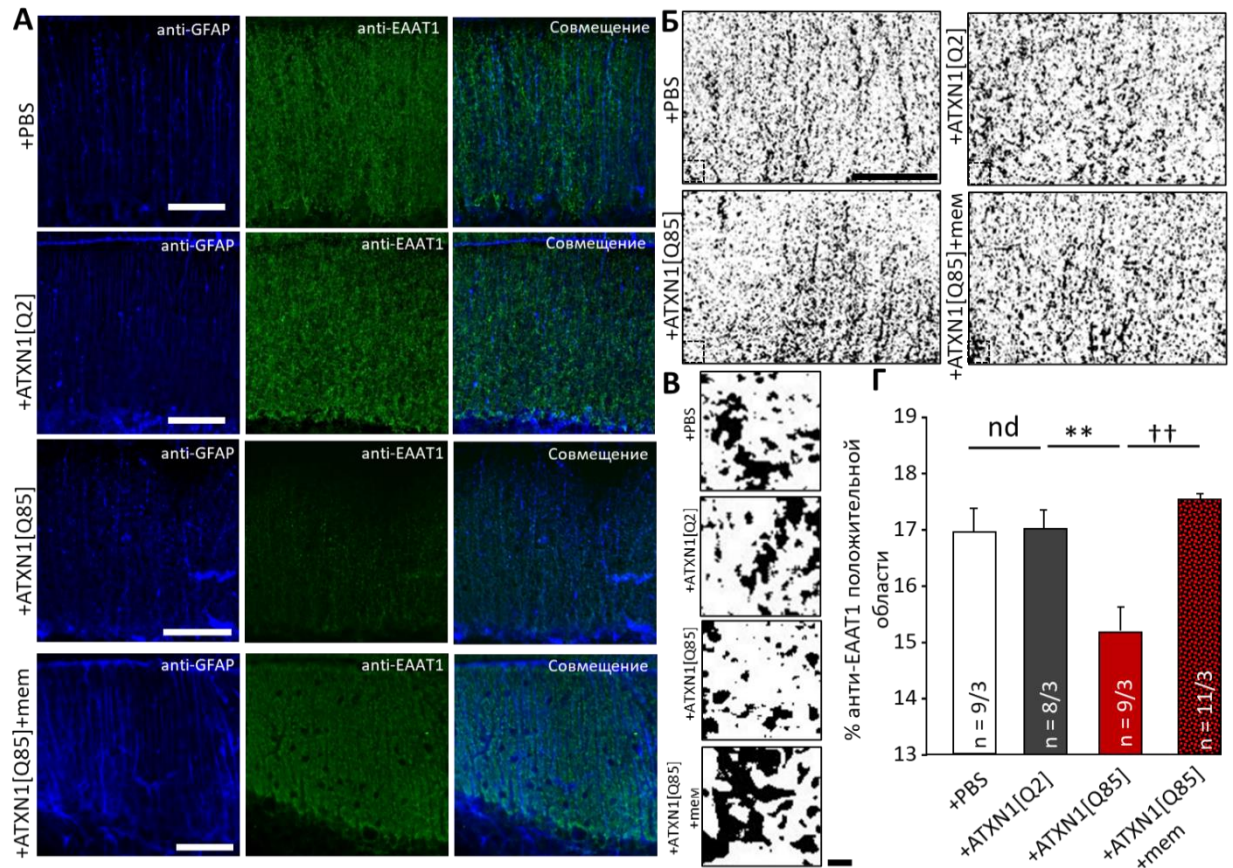 А
anti-GFAP
anti-EAAT1
Совмещение
+PBS
anti-GFAP
anti-EAAT1
Совмещение
+ATXN1[Q2]
anti-GFAP
anti-EAAT1
Совмещение
+ATXN1[Q85]
anti-GFAP
anti-EAAT1
Совмещение
+ATXN1[Q85]+mem
Б
+PBS
+ATXN1[Q2]
+ATXN1[Q85]
+ATXN1[Q85]+mem
В
+PBS
+ATXN1[Q2]
+ATXN1[Q85]
+ATXN1[Q85]
+mem
Г
% анти-EAAT1 положительной
области
19
18
17
16
15
14
13
nd
**
††
n = 9/3
n = 8/3
n = 9/3
n = 11/3
+PBS
+ATXN1[Q2]
+ATXN1[Q85]
+ATXN1[Q85]
+mem